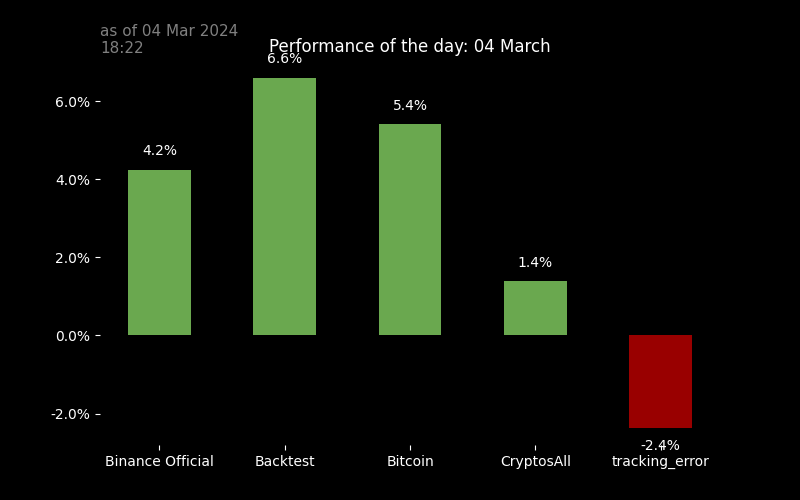 as of 04 Mar 2024
18:22
Performance of the day: 04 March
6.6%
5.4%
4.2%
1.4%
-2.4%
6.0%
4.0%
2.0%
0.0%
-2.0%
Binance Official
Backtest
Bitcoin
CryptosAll
tracking_error